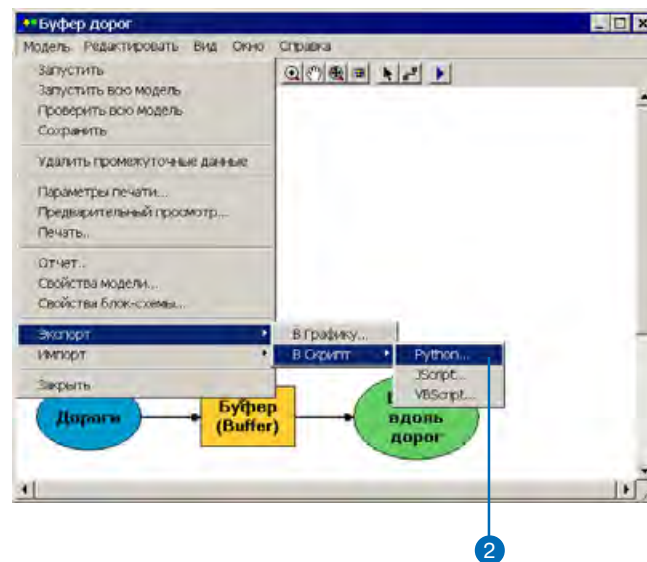 Буфер дорог
Модель Редактировать Вид Окно Справка
Запустить
Запустить всю модель
Проверить всю модель
Сохранить
Удалить промежуточные данные
Параметры печати...
Предварительный просмотр...
Печать...
Отчет...
Свойства модели...
Свойства блок-схемы...
Экспорт
Импорт
Закрыть
В Графику...
В Скрипт
Python...
JScript...
VBScript...
Дороги
Буфер
(Buffer)
вдоль
дорог
2